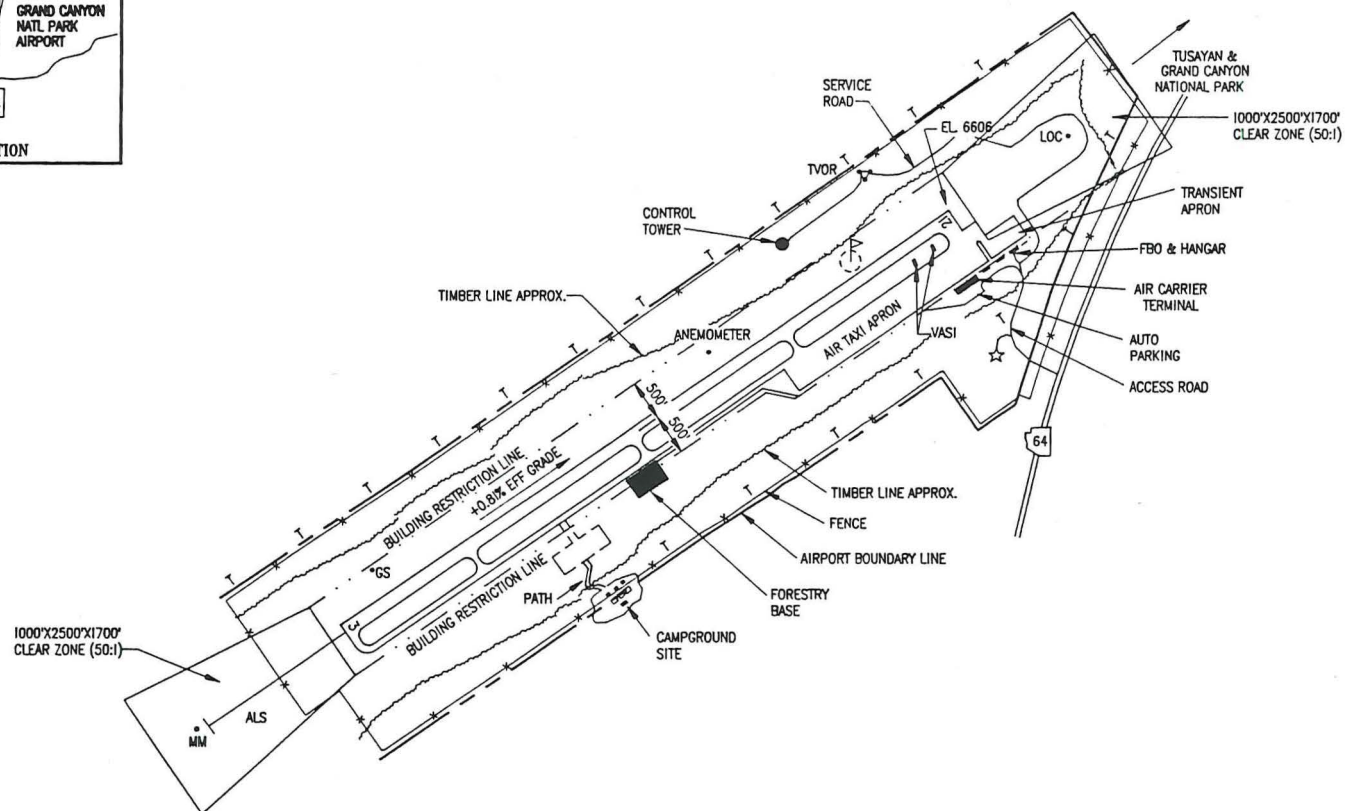 GRAND CANYON
NATL PARK
AIRPORT
TUSAYAN &
GRAND CANYON
NATIONAL PARK
SERVICE
ROAD
EL. 6606
LOC
1000'X2500'X1700'
CLEAR ZONE (50:1)
TVOR
TRANSIENT
APRON
CONTROL
TOWER
21
FBO & HANGAR
AIR CARRIER
TERMINAL
TIMBER LINE APPROX.
ANEMOMETER
AIR TAXI APRON
VASI
AUTO
PARKING
ACCESS ROAD
500'
500'
64
BUILDING RESTRICTION LINE
+0.81% EFF GRADE
TIMBER LINE APPROX.
FENCE
AIRPORT BOUNDARY LINE
GS
BUILDING RESTRICTION LINE
PATH
FORESTRY
BASE
3
CAMPGROUND
SITE
1000'X2500'X1700'
CLEAR ZONE (50:1)
ALS
MM
T T T T T T T T T T T T T T T T T